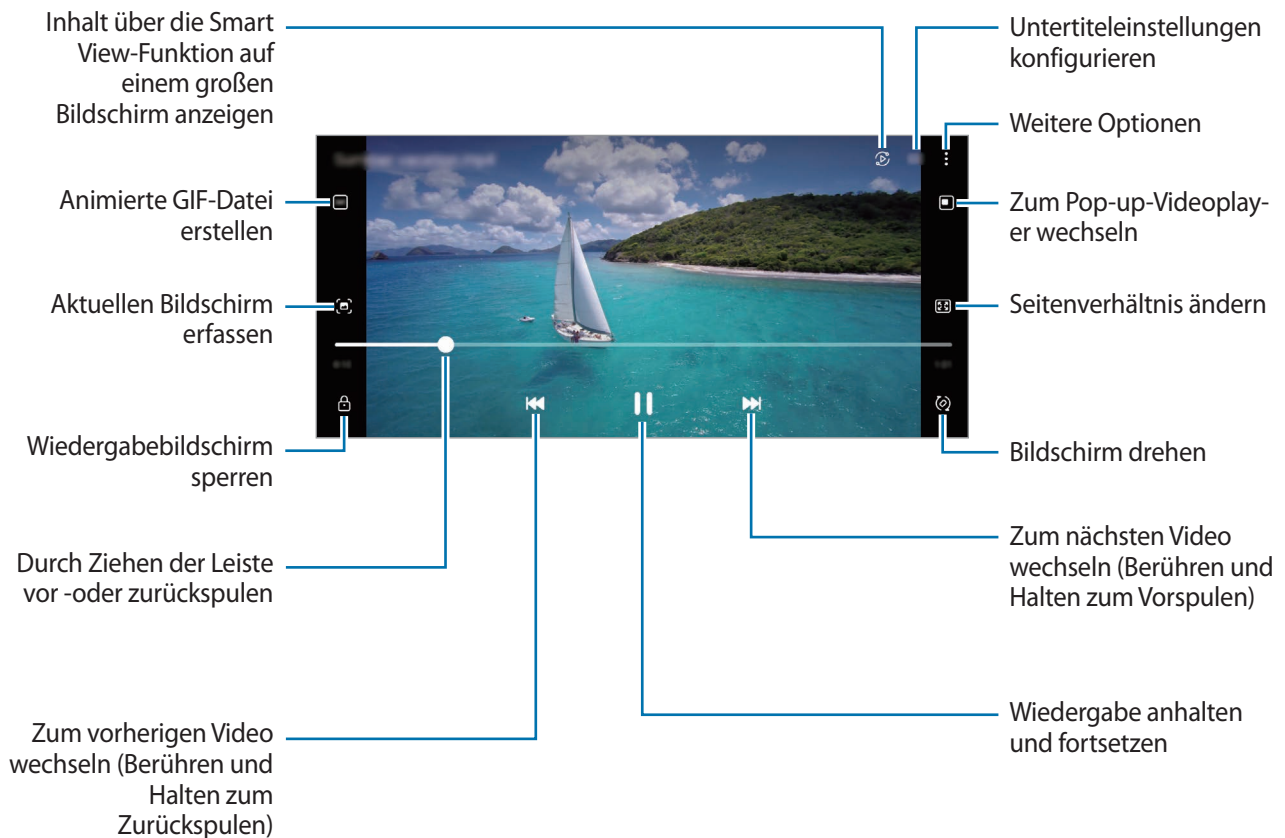 Inhalt über die Smart
View-Funktion auf
einem großen
Bildschirm anzeigen
Animierte GIF-Datei
erstellen
Aktuellen Bildschirm
erfassen
Wiedergabebildschirm
sperren
Durch Ziehen der Leiste
vor -oder zurückspulen
Zum vorherigen Video
wechseln (Berühren und
Halten zum
Zurückspulen)
Untertiteleinstellungen
konfigurieren
Weitere Optionen
Zum Pop-up-Videoplay-
er wechseln
Seitenverhältnis ändern
Bildschirm drehen
Zum nächsten Video
wechseln (Berühren und
Halten zum Vorspulen)
Wiedergabe anhalten
und fortsetzen